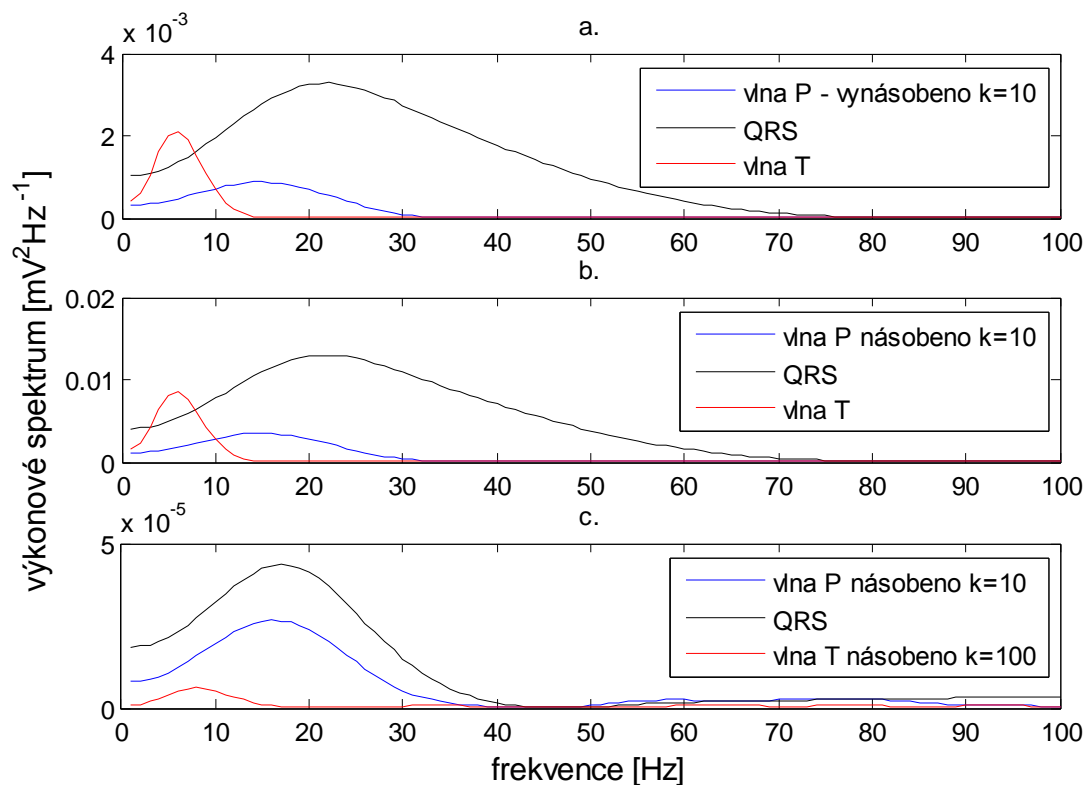 výkonové spektrum [mV²Hz⁻¹]
a.
x 10⁻³
4
2
0
vlna P - vynásobeno k=10
QRS
vlna T
0 10 20 30 40 50 60 70 80 90 100
b.
0.02
0.01
0
vlna P násobeno k=10
QRS
vlna T
0 10 20 30 40 50 60 70 80 90 100
c.
x 10⁻⁵
5
0
vlna P násobeno k=10
QRS
vlna T násobeno k=100
0 10 20 30 40 50 60 70 80 90 100
frekvence [Hz]